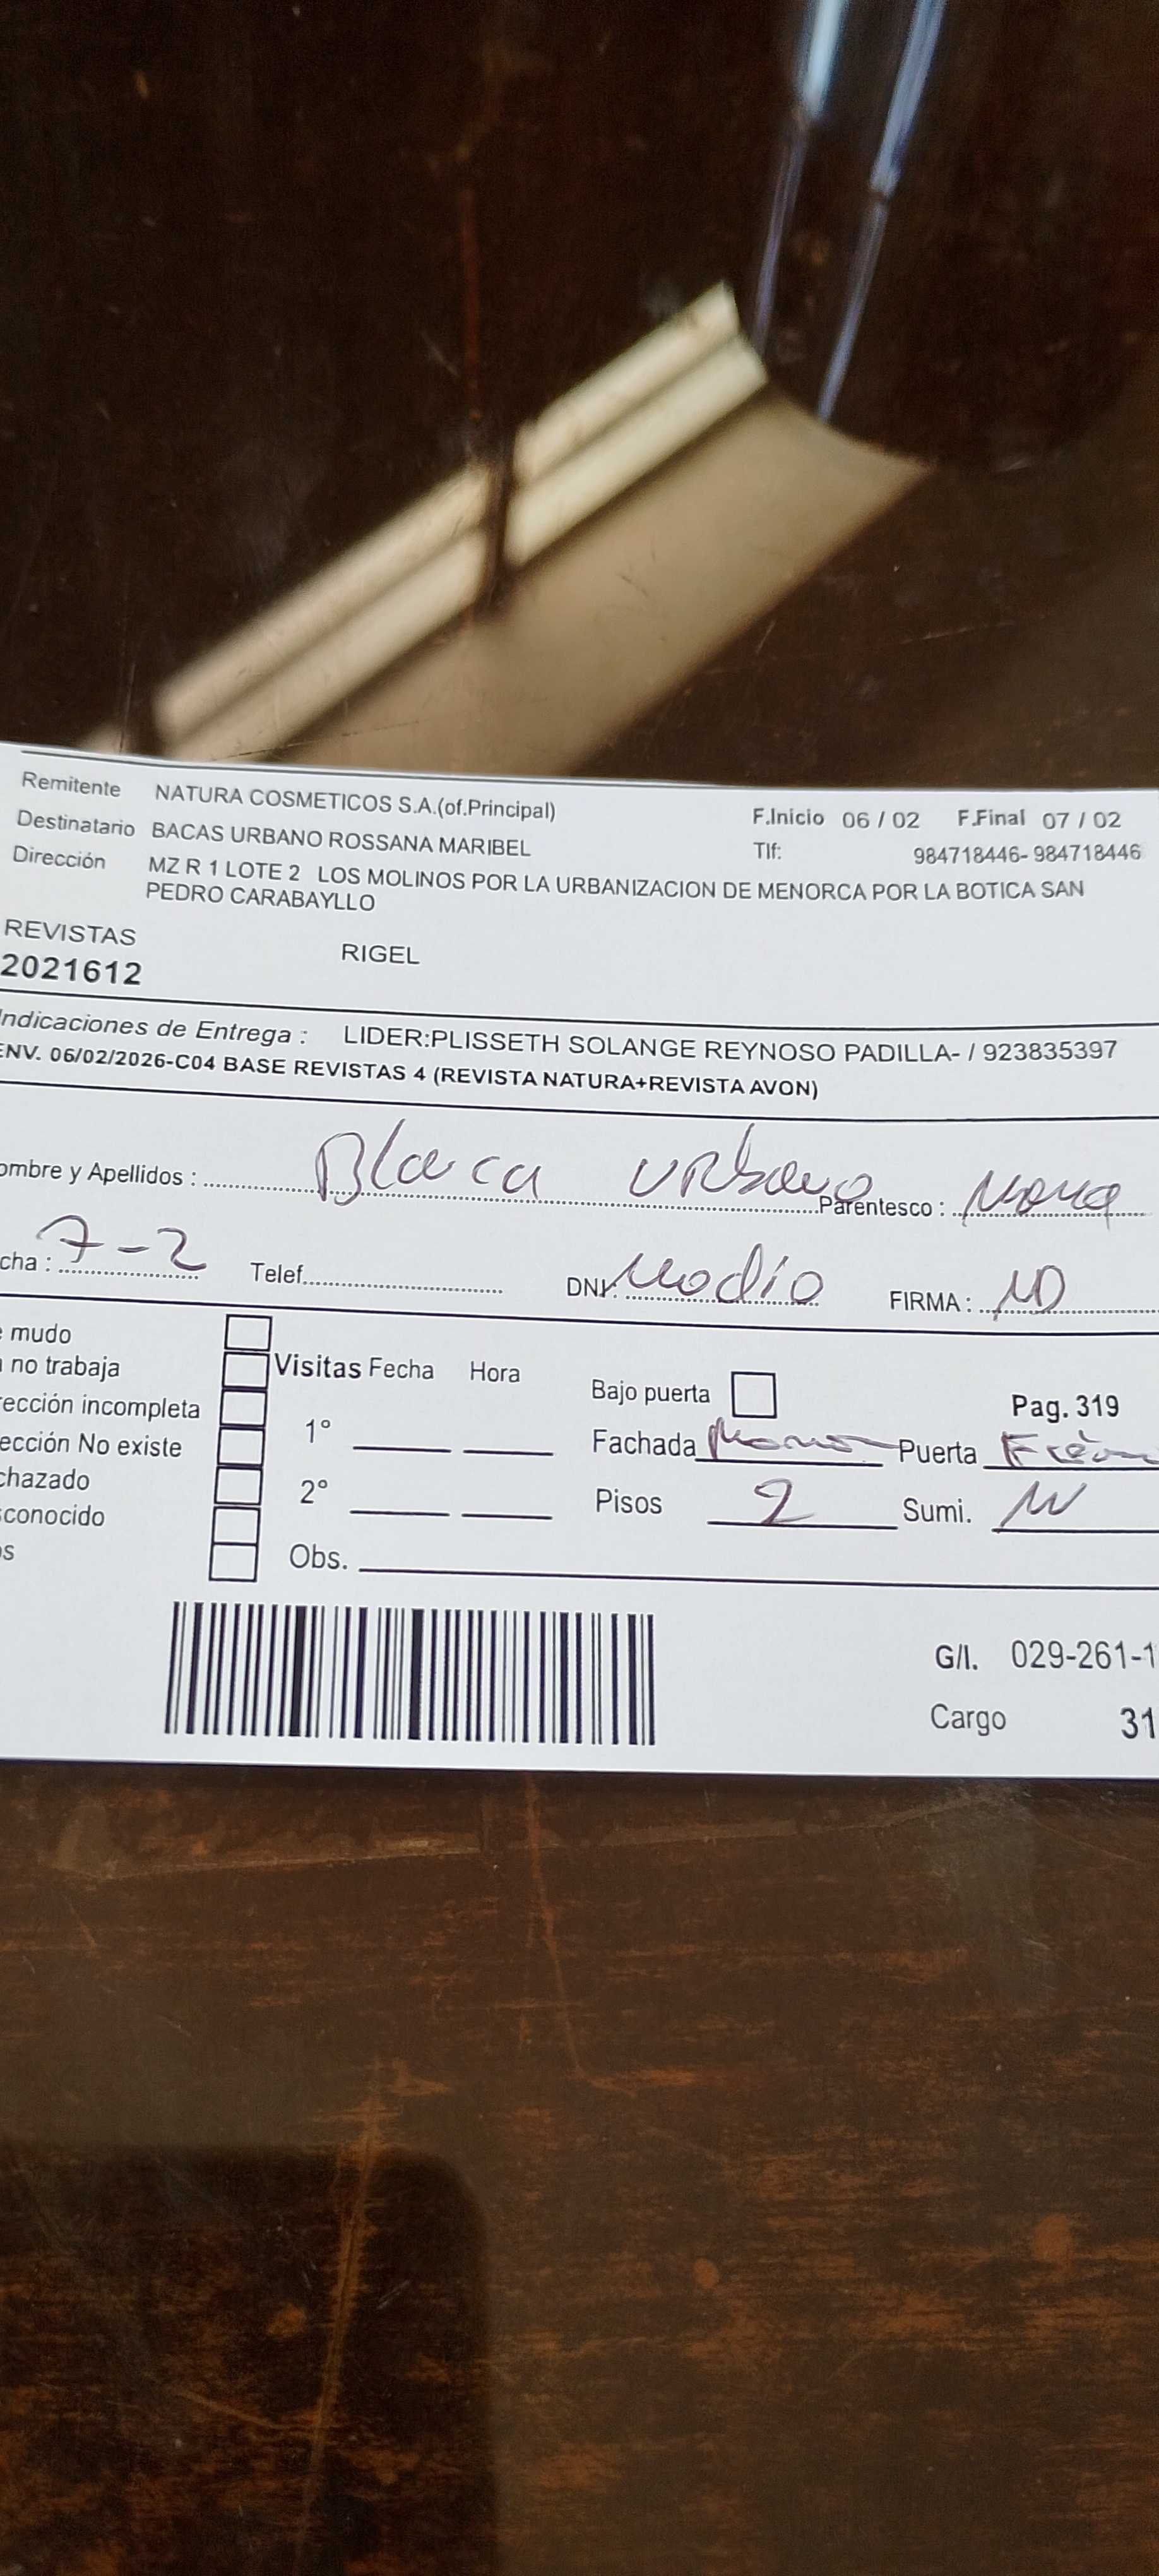 Remitente NATURA COSMETICOS S.A.(of.Principal) F.Inicio 06 / 02 F.Final 07 / 02
Destinatario BACAS URBANO ROSSANA MARIBEL Tlf: 984718446- 984718446
Dirección MZ R 1 LOTE 2 LOS MOLINOS POR LA URBANIZACION DE MENORCA POR LA BOTICA SAN
PEDRO CARABAYLLO
REVISTAS RIGEL
2021612
Indicaciones de Entrega : LIDER:PLISSETH SOLANGE REYNOSO PADILLA- / 923835397
ENV. 06/02/2026-C04 BASE REVISTAS 4 (REVISTA NATURA+REVISTA AVON)
ombre y Apellidos : Urbano Parentesco :
cha : 7-2 Telef. DNI: FIRMA :
e mudo
no trabaja Visitas Fecha Hora Bajo puerta Pag. 319
rección incompleta 1° Fachada Puerta
ección No existe
chazado 2° Pisos 2 Sumi.
sconocido
os Obs.
G/I. 029-261-1
Cargo 31